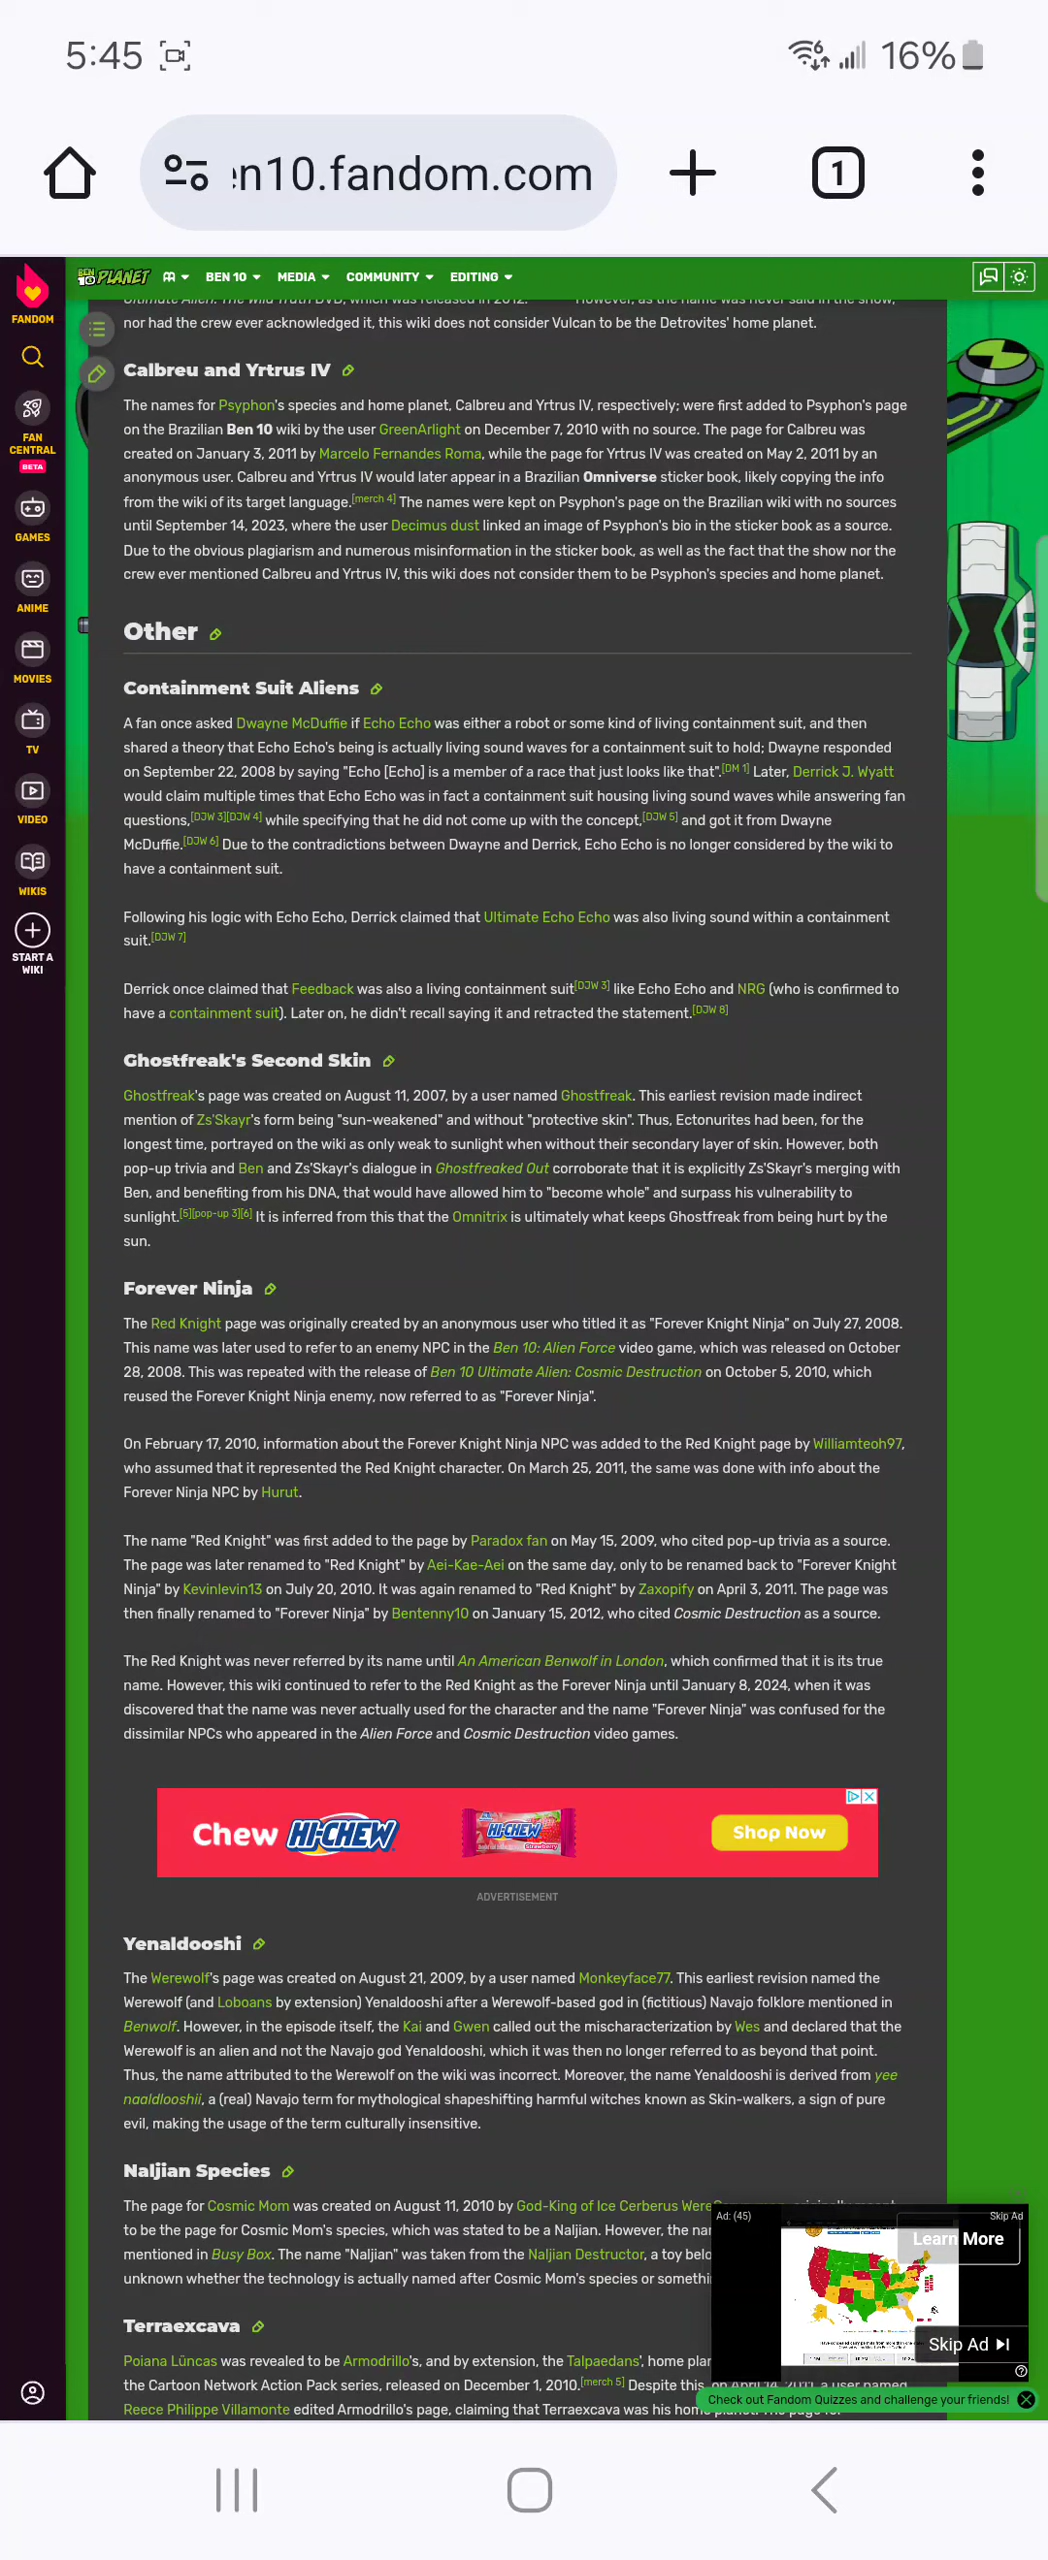 5:45 16%
en10.fandom.com 1
BEN 10 PLANET BEN 10 MEDIA COMMUNITY EDITING
FANDOM
FAN CENTRAL
BETA
GAMES
ANIME
MOVIES
TV
VIDEO
WIKIS
START A
WIKI
Ultimate Alien: The Wild Truth DVD, which was released in 2012. However, as the name was never said in the show,
nor had the crew ever acknowledged it, this wiki does not consider Vulcan to be the Detrovites' home planet.
Calbreu and Yrtrus IV
The names for Psyphon's species and home planet, Calbreu and Yrtrus IV, respectively; were first added to Psyphon's page
on the Brazilian Ben 10 wiki by the user GreenArlight on December 7, 2010 with no source. The page for Calbreu was
created on January 3, 2011 by Marcelo Fernandes Roma, while the page for Yrtrus IV was created on May 2, 2011 by an
anonymous user. Calbreu and Yrtrus IV would later appear in a Brazilian Omniverse sticker book, likely copying the info
from the wiki of its target language.[merch 4] The names were kept on Psyphon's page on the Brazilian wiki with no sources
until September 14, 2023, where the user Decimus dust linked an image of Psyphon's bio in the sticker book as a source.
Due to the obvious plagiarism and numerous misinformation in the sticker book, as well as the fact that the show nor the
crew ever mentioned Calbreu and Yrtrus IV, this wiki does not consider them to be Psyphon's species and home planet.
Other
Containment Suit Aliens
A fan once asked Dwayne McDuffie if Echo Echo was either a robot or some kind of living containment suit, and then
shared a theory that Echo Echo's being is actually living sound waves for a containment suit to hold; Dwayne responded
on September 22, 2008 by saying "Echo [Echo] is a member of a race that just looks like that".[DM 1] Later, Derrick J. Wyatt
would claim multiple times that Echo Echo was in fact a containment suit housing living sound waves while answering fan
questions,[DJW 3][DJW 4] while specifying that he did not come up with the concept,[DJW 5] and got it from Dwayne
McDuffie.[DJW 6] Due to the contradictions between Dwayne and Derrick, Echo Echo is no longer considered by the wiki to
have a containment suit.
Following his logic with Echo Echo, Derrick claimed that Ultimate Echo Echo was also living sound within a containment
suit.[DJW 7]
Derrick once claimed that Feedback was also a living containment suit[DJW 3] like Echo Echo and NRG (who is confirmed to
have a containment suit). Later on, he didn't recall saying it and retracted the statement.[DJW 8]
Ghostfreak's Second Skin
Ghostfreak's page was created on August 11, 2007, by a user named Ghostfreak. This earliest revision made indirect
mention of Zs'Skayr's form being "sun-weakened" and without "protective skin". Thus, Ectonurites had been, for the
longest time, portrayed on the wiki as only weak to sunlight when without their secondary layer of skin. However, both
pop-up trivia and Ben and Zs'Skayr's dialogue in Ghostfreaked Out corroborate that it is explicitly Zs'Skayr's merging with
Ben, and benefiting from his DNA, that would have allowed him to "become whole" and surpass his vulnerability to
sunlight.[5][pop-up 3][6] It is inferred from this that the Omnitrix is ultimately what keeps Ghostfreak from being hurt by the
sun.
Forever Ninja
The Red Knight page was originally created by an anonymous user who titled it as "Forever Knight Ninja" on July 27, 2008.
This name was later used to refer to an enemy NPC in the Ben 10: Alien Force video game, which was released on October
28, 2008. This was repeated with the release of Ben 10 Ultimate Alien: Cosmic Destruction on October 5, 2010, which
reused the Forever Knight Ninja enemy, now referred to as "Forever Ninja".
On February 17, 2010, information about the Forever Knight Ninja NPC was added to the Red Knight page by Williamteoh97,
who assumed that it represented the Red Knight character. On March 25, 2011, the same was done with info about the
Forever Ninja NPC by Hurut.
The name "Red Knight" was first added to the page by Paradox fan on May 15, 2009, who cited pop-up trivia as a source.
The page was later renamed to "Red Knight" by Aei-Kae-Aei on the same day, only to be renamed back to "Forever Knight
Ninja" by Kevinlevin13 on July 20, 2010. It was again renamed to "Red Knight" by Zaxopify on April 3, 2011. The page was
then finally renamed to "Forever Ninja" by Bentenny10 on January 15, 2012, who cited Cosmic Destruction as a source.
The Red Knight was never referred by its name until An American Benwolf in London, which confirmed that it is its true
name. However, this wiki continued to refer to the Red Knight as the Forever Ninja until January 8, 2024, when it was
discovered that the name was never actually used for the character and the name "Forever Ninja" was confused for the
dissimilar NPCs who appeared in the Alien Force and Cosmic Destruction video games.
Chew HI-CHEW HI-CHEW Strawberry Shop Now
ADVERTISEMENT
Yenaldooshi
The Werewolf's page was created on August 21, 2009, by a user named Monkeyface77. This earliest revision named the
Werewolf (and Loboans by extension) Yenaldooshi after a Werewolf-based god in (fictitious) Navajo folklore mentioned in
Benwolf. However, in the episode itself, the Kai and Gwen called out the mischaracterization by Wes and declared that the
Werewolf is an alien and not the Navajo god Yenaldooshi, which it was then no longer referred to as beyond that point.
Thus, the name attributed to the Werewolf on the wiki was incorrect. Moreover, the name Yenaldooshi is derived from yee
naaldlooshii, a (real) Navajo term for mythological shapeshifting harmful witches known as Skin-walkers, a sign of pure
evil, making the usage of the term culturally insensitive.
Naljian Species
The page for Cosmic Mom was created on August 11, 2010 by God-King of Ice Cerberus Were
to be the page for Cosmic Mom's species, which was stated to be a Naljian. However, the nar
mentioned in Busy Box. The name "Naljian" was taken from the Naljian Destructor, a toy belo
unknown whether the technology is actually named after Cosmic Mom's species or somethi
Ad: (45) Skip Ad
Learn More
Skip Ad
Terraexcava
Poiana Lüncas was revealed to be Armodrillo's, and by extension, the Talpaedans', home plan
the Cartoon Network Action Pack series, released on December 1, 2010.[merch 5] Despite this, on April 14, 2011, a user named
Reece Philippe Villamonte edited Armodrillo's page, claiming that Terraexcava was his home planet. The page for
Check out Fandom Quizzes and challenge your friends!